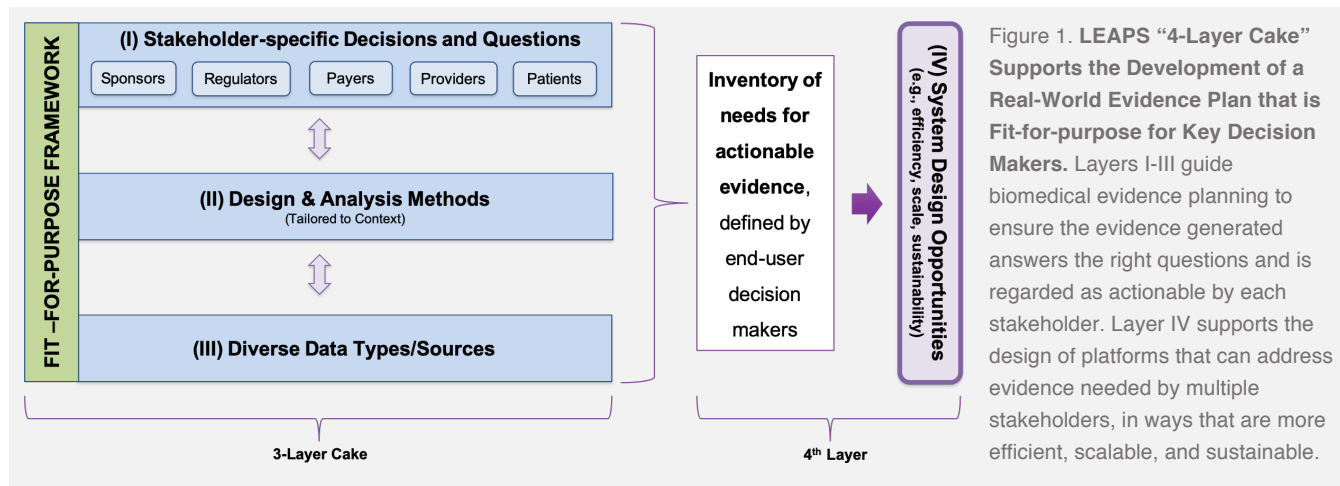 FIT –FOR-PURPOSE FRAMEWORK
(I) Stakeholder-specific Decisions and Questions
Sponsors
Regulators
Payers
Providers
Patients
(II) Design & Analysis Methods
(Tailored to Context)
(III) Diverse Data Types/Sources
3-Layer Cake
Inventory of
needs for
actionable
evidence,
defined by
end-user
decision
makers
(IV) System Design Opportunities
(e.g., efficiency, scale, sustainability)
4th Layer
Figure 1. LEAPS “4-Layer Cake”
Supports the Development of a
Real-World Evidence Plan that is
Fit-for-purpose for Key Decision
Makers. Layers I-III guide
biomedical evidence planning to
ensure the evidence generated
answers the right questions and is
regarded as actionable by each
stakeholder. Layer IV supports the
design of platforms that can address
evidence needed by multiple
stakeholders, in ways that are more
efficient, scalable, and sustainable.